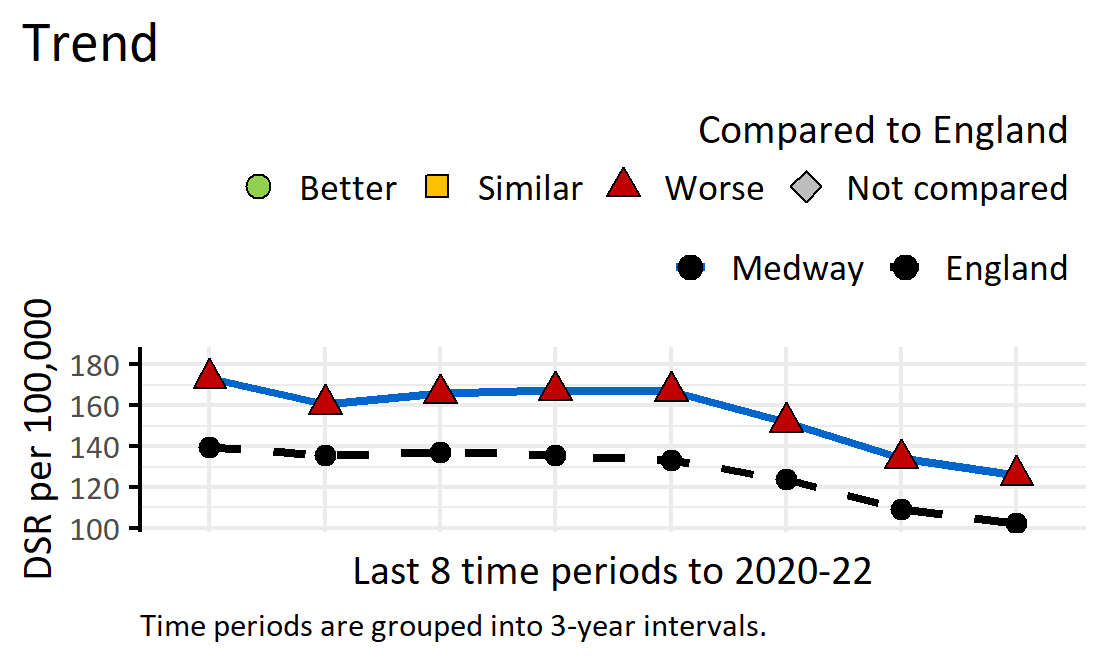 Trend
Compared to England
Better Similar Worse Not compared
Medway England
DSR per 100,000
180
160
140
120
100
Last 8 time periods to 2020-22
Time periods are grouped into 3-year intervals.